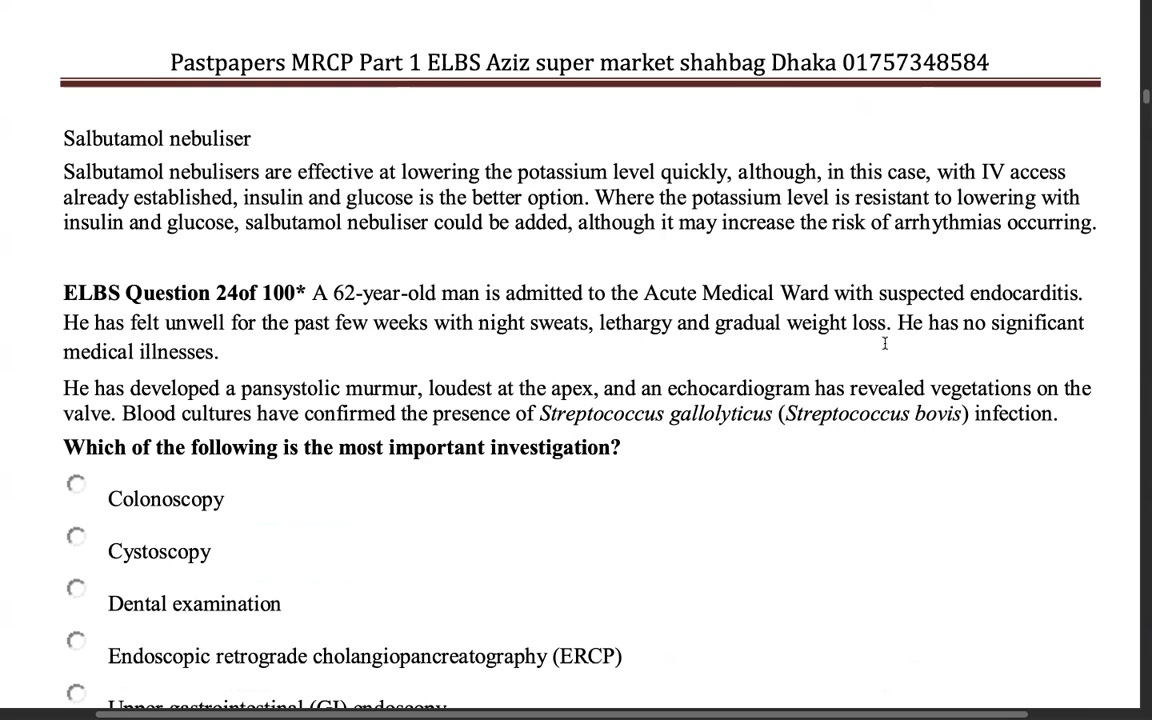 Pastpapers MRCP Part 1 ELBS Aziz super market shahbag Dhaka 01757348584
Salbutamol nebuliser
Salbutamol nebulisers are effective at lowering the potassium level quickly, although, in this case, with IV access
already established, insulin and glucose is the better option. Where the potassium level is resistant to lowering with
insulin and glucose, salbutamol nebuliser could be added, although it may increase the risk of arrhythmias occurring.
ELBS Question 24of 100* A 62-year-old man is admitted to the Acute Medical Ward with suspected endocarditis.
He has felt unwell for the past few weeks with night sweats, lethargy and gradual weight loss. He has no significant
medical illnesses.
He has developed a pansystolic murmur, loudest at the apex, and an echocardiogram has revealed vegetations on the
valve. Blood cultures have confirmed the presence of Streptococcus gallolyticus (Streptococcus bovis) infection.
Which of the following is the most important investigation?
Colonoscopy
Cystoscopy
Dental examination
Endoscopic retrograde cholangiopancreatography (ERCP)
Upper gastrointestinal (GI) endoscopy